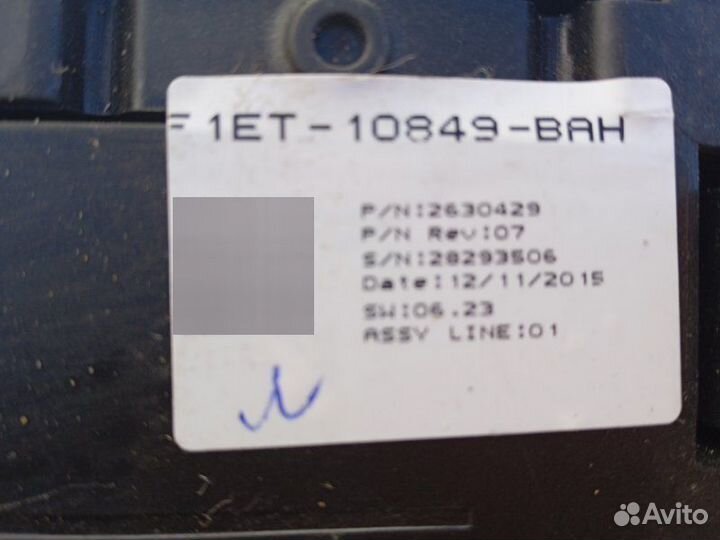 F1ET-10849-BAH
P/N:2630429
P/N Rev:07
S/N:28293506
Date:12/11/2015
SW:06.23
ASSY LINE:01
Avito